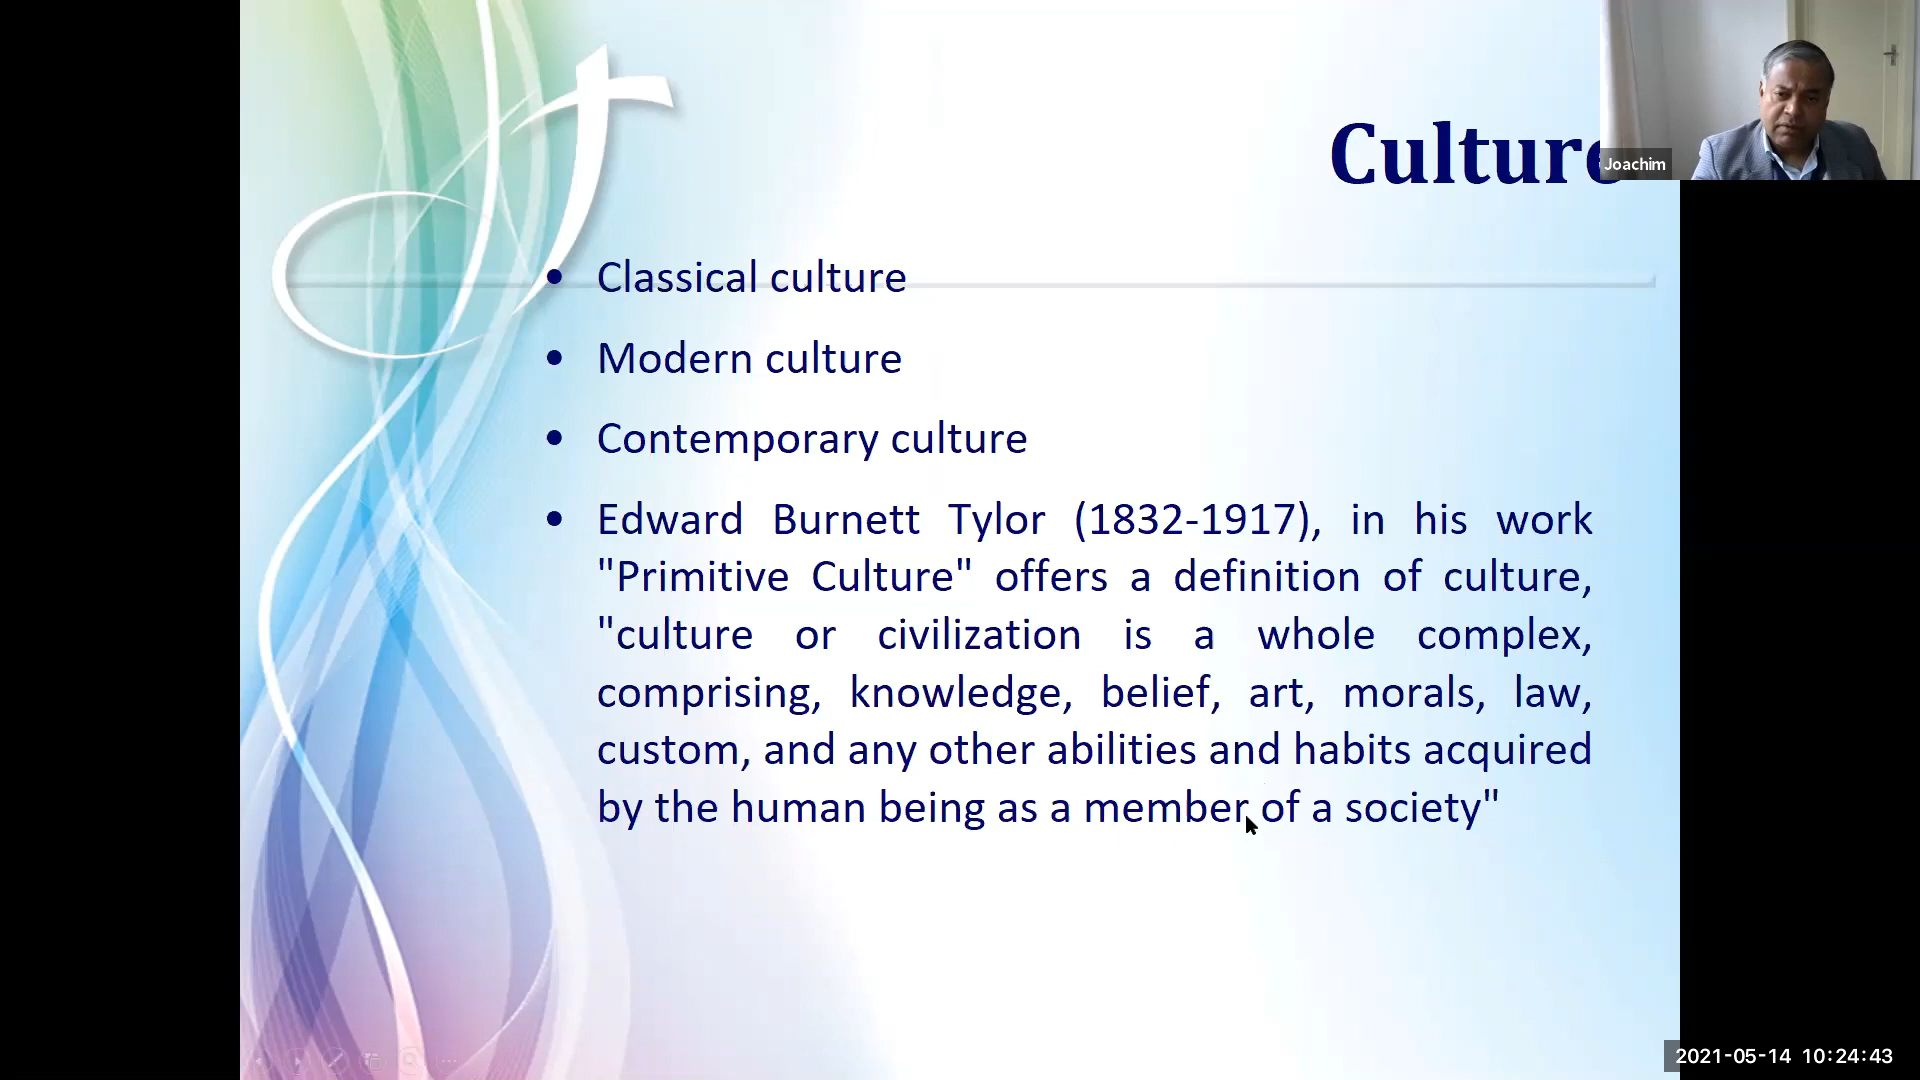 Culture
Joachim
• Classical culture
• Modern culture
• Contemporary culture
• Edward Burnett Tylor (1832-1917), in his work
"Primitive Culture" offers a definition of culture,
"culture or civilization is a whole complex,
comprising, knowledge, belief, art, morals, law,
custom, and any other abilities and habits acquired
by the human being as a member of a society"
2021-05-14 10:24:43